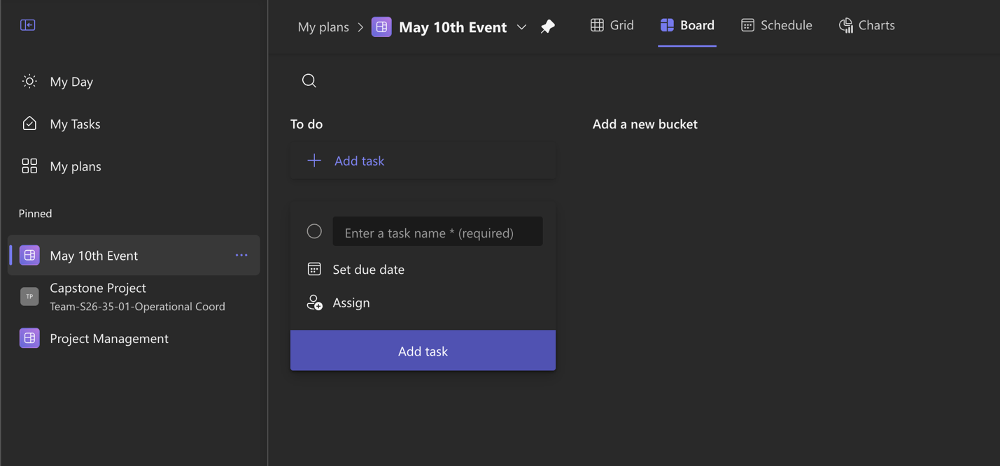 My Day
My Tasks
My plans
Pinned
May 10th Event
TP
Capstone Project
Team-S26-35-01-Operational Coord
Project Management
My plans
May 10th Event
Grid
Board
Schedule
Charts
To do
Add task
Enter a task name * (required)
Set due date
Assign
Add task
Add a new bucket